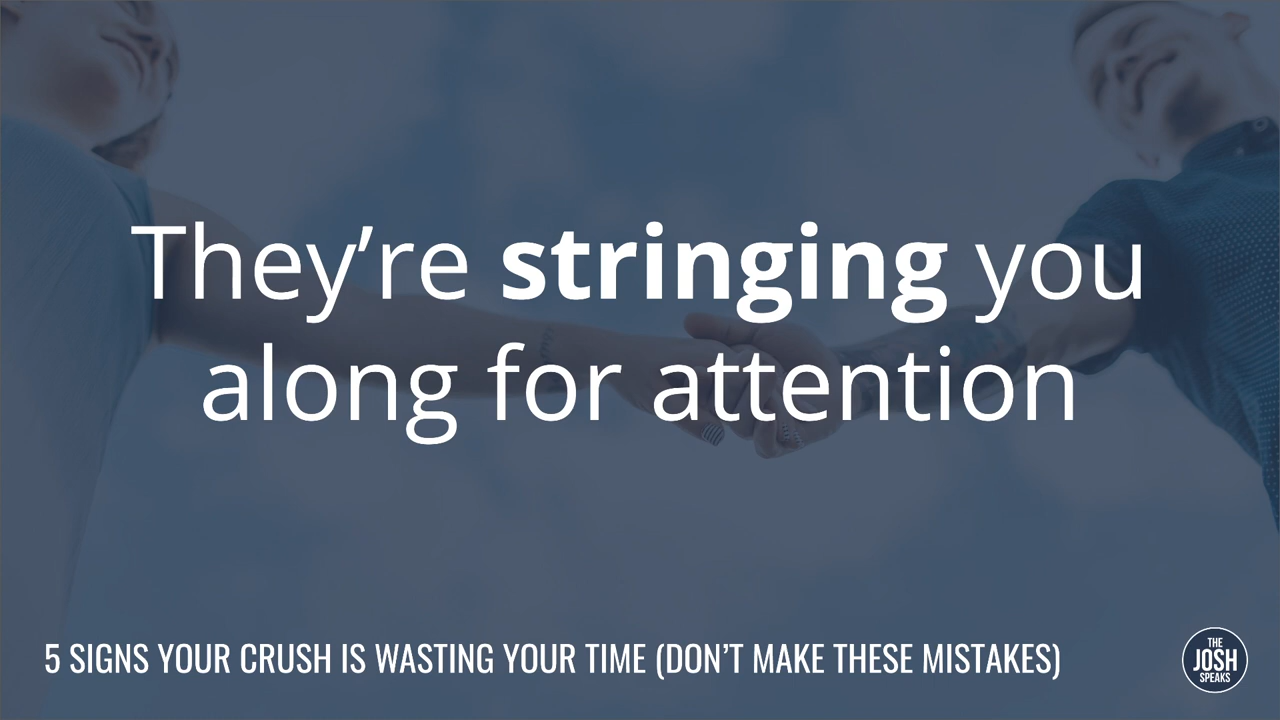 They’re stringing you
along for attention
5 SIGNS YOUR CRUSH IS WASTING YOUR TIME (DON’T MAKE THESE MISTAKES)
THE
JOSH
SPEAKS